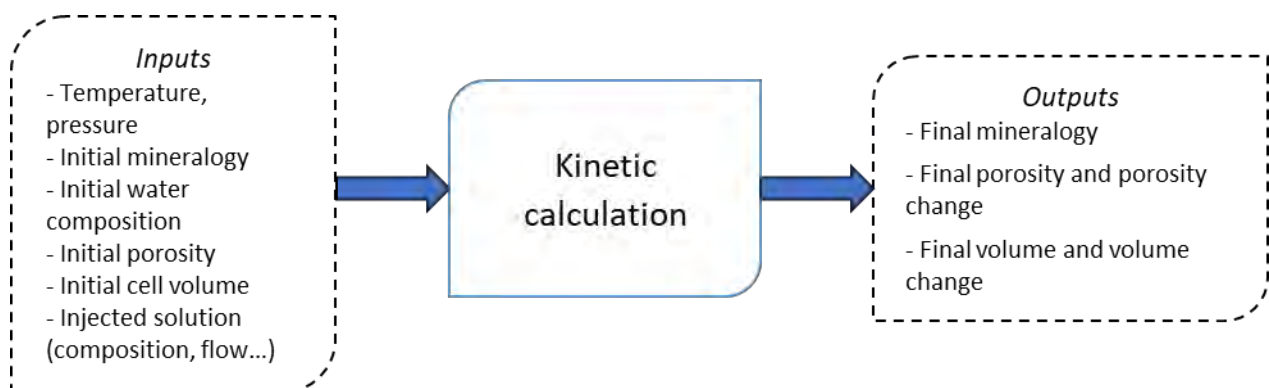 Inputs
- Temperature,
pressure
- Initial mineralogy
- Initial water
composition
- Initial porosity
- Initial cell volume
- Injected solution
(composition, flow...)
Kinetic
calculation
Outputs
- Final mineralogy
- Final porosity and porosity
change
- Final volume and volume
change